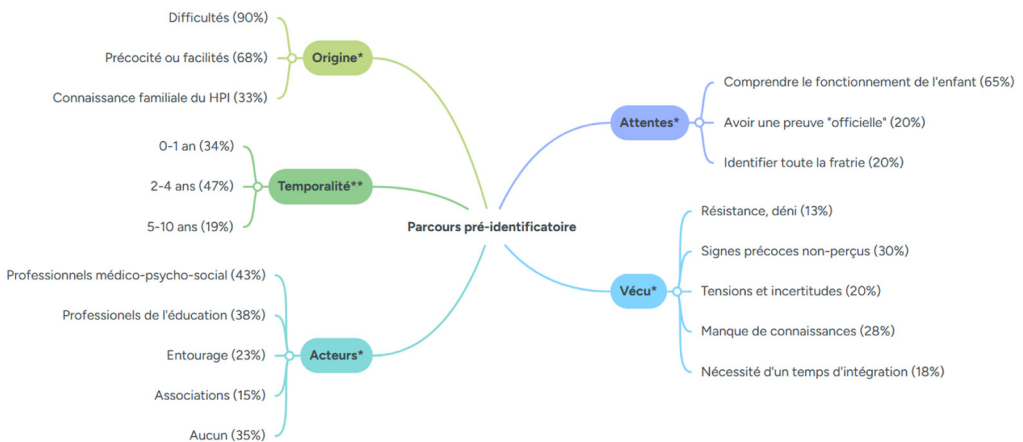 Difficultés (90%)
Précocité ou facilités (68%)
Connaissance familiale du HPI (33%)
Origine*
0-1 an (34%)
2-4 ans (47%)
5-10 ans (19%)
Temporalité**
Professionnels médico-psycho-social (43%)
Professionels de l'éducation (38%)
Entourage (23%)
Associations (15%)
Aucun (35%)
Acteurs*
Parcours pré-identificatoire
Attentes*
Comprendre le fonctionnement de l'enfant (65%)
Avoir une preuve "officielle" (20%)
Identifier toute la fratrie (20%)
Vécu*
Résistance, déni (13%)
Signes précoces non-perçus (30%)
Tensions et incertitudes (20%)
Manque de connaissances (28%)
Nécessité d'un temps d'intégration (18%)